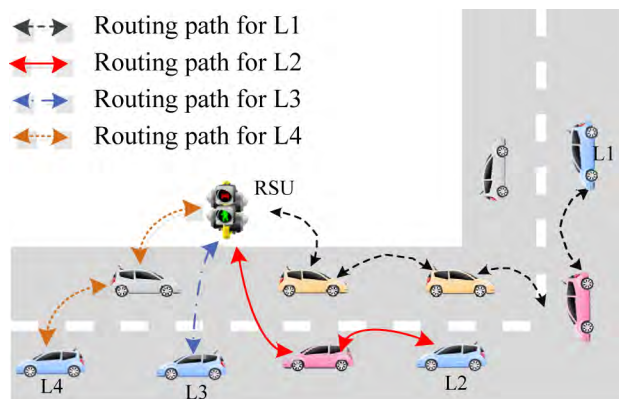 Routing path for L1
Routing path for L2
Routing path for L3
Routing path for L4
RSU
L1
L4
L3
L2